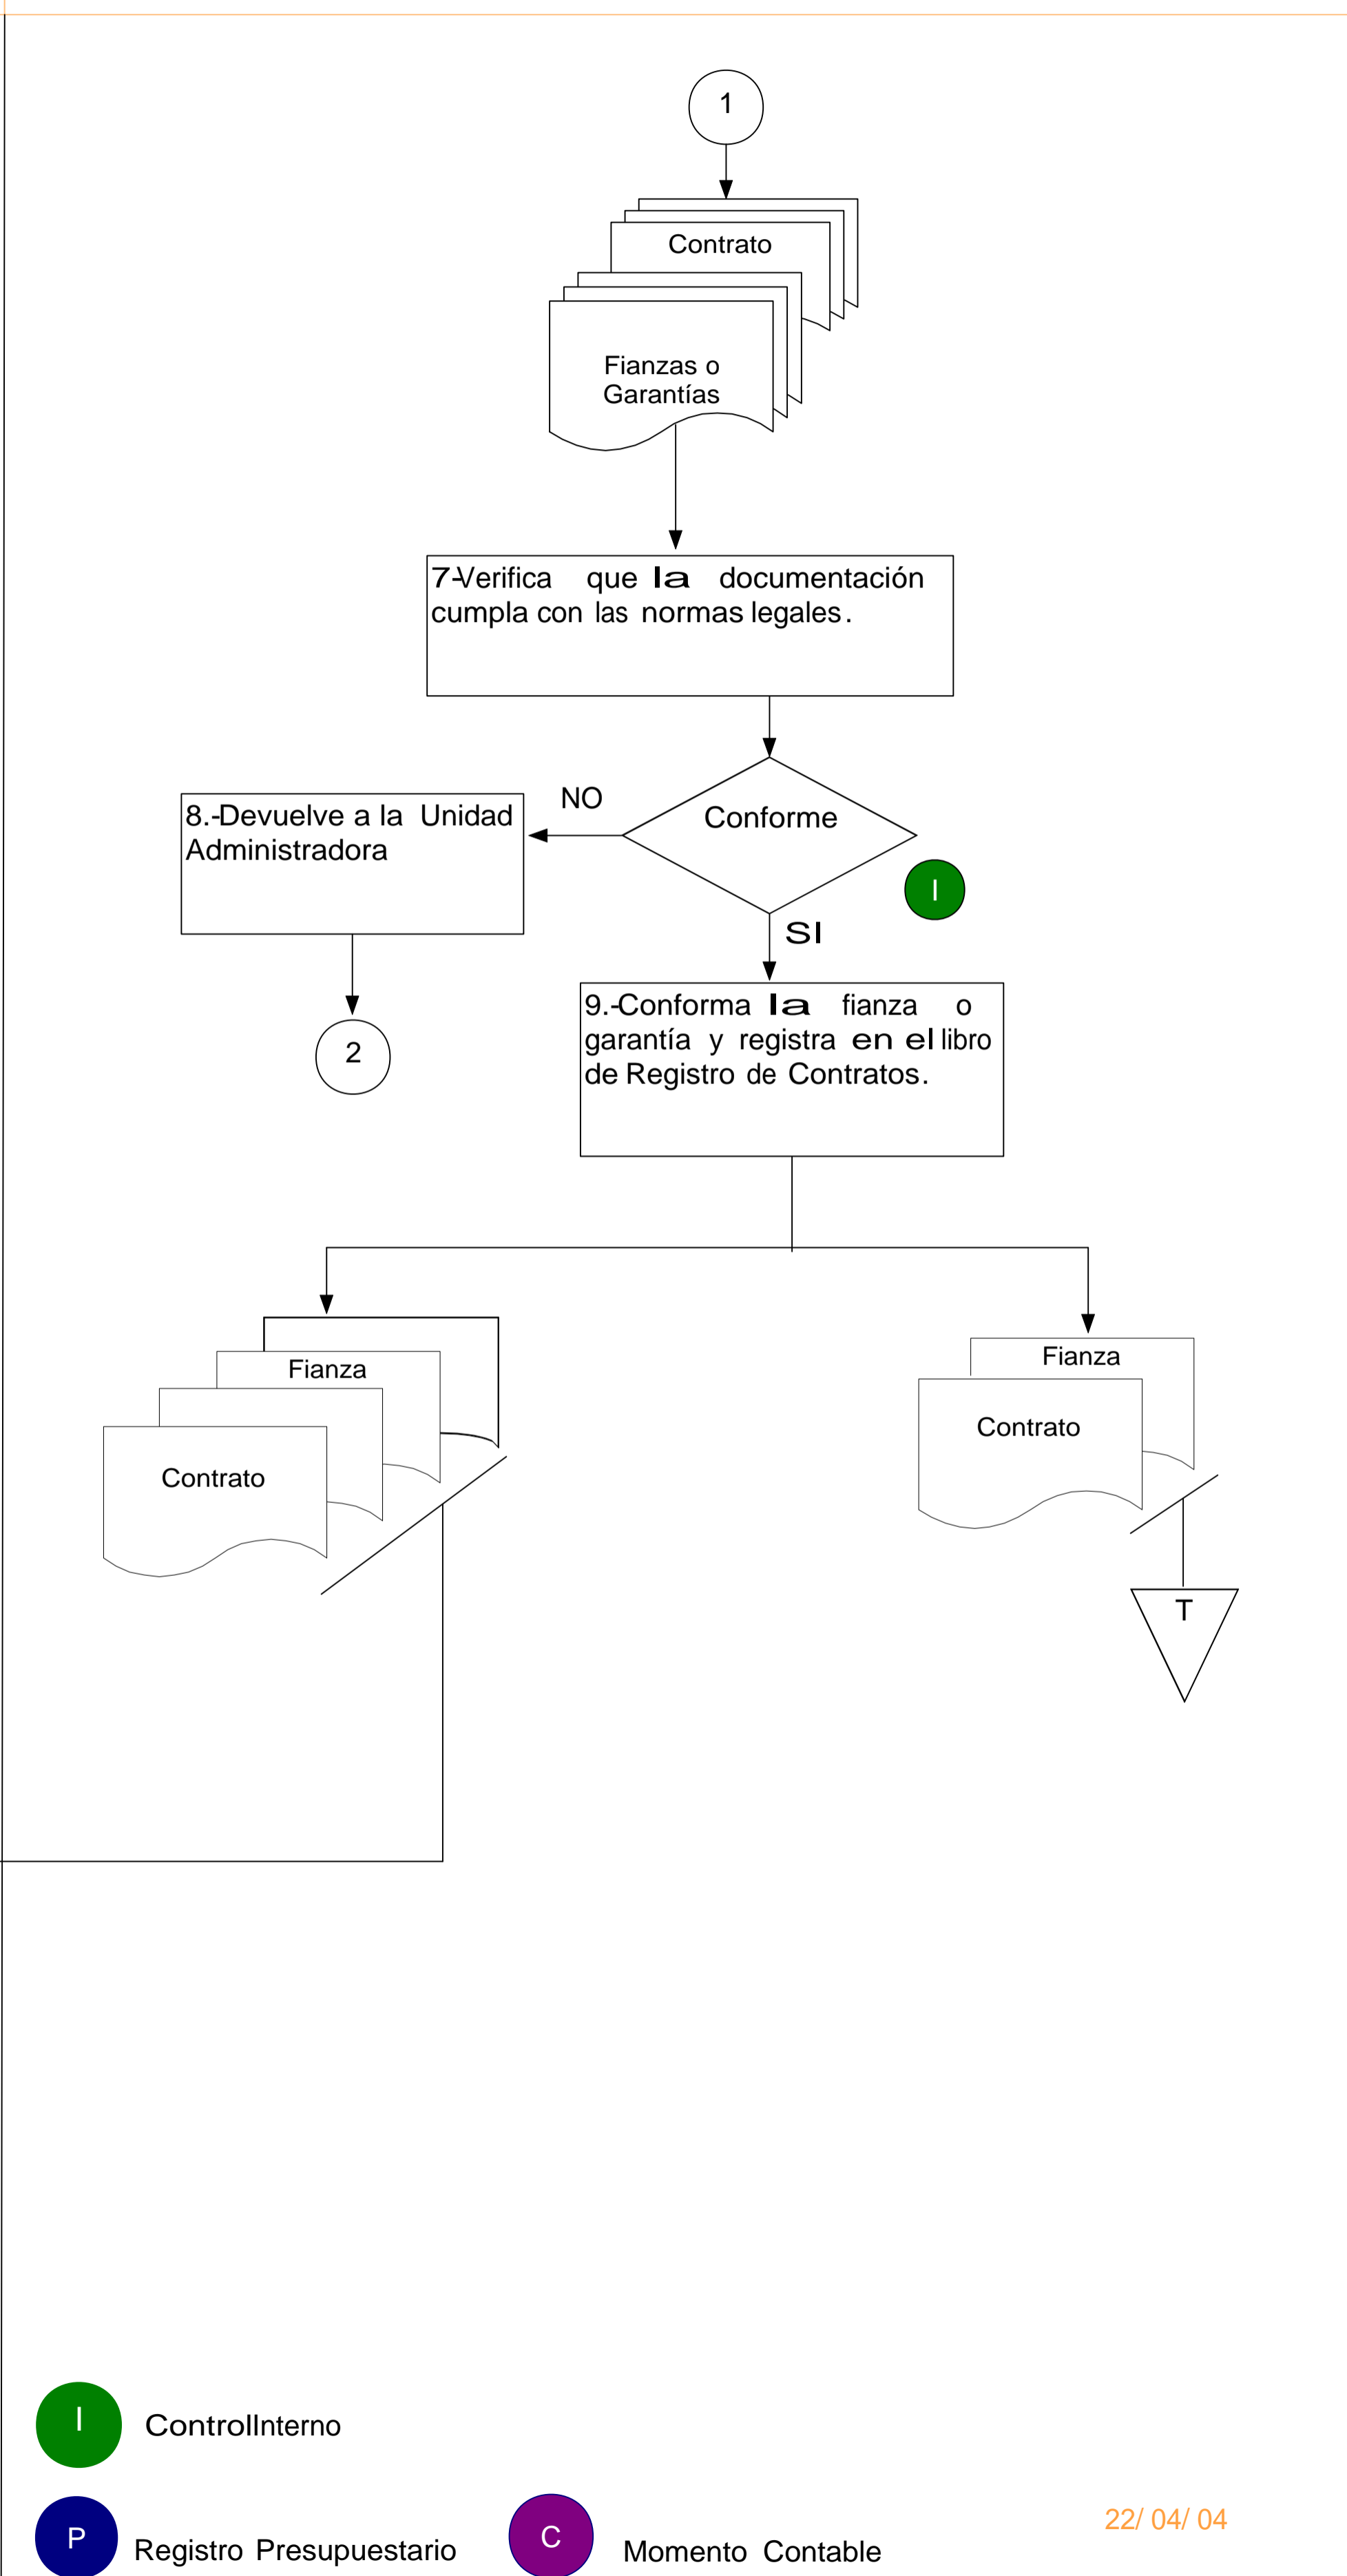 1
Contrato
Fianzas o
Garantías
7-Verifica que la documentación
cumpla con las normas legales.
Conforme
NO
8.-Devuelve a la Unidad
Administradora
I
SI
9.-Conforma la fianza o
garantía y registra en el libro
de Registro de Contratos.
2
Fianza
Contrato
Fianza
Contrato
T
I
ControlInterno
P
Registro Presupuestario
C
Momento Contable
22/ 04/ 04